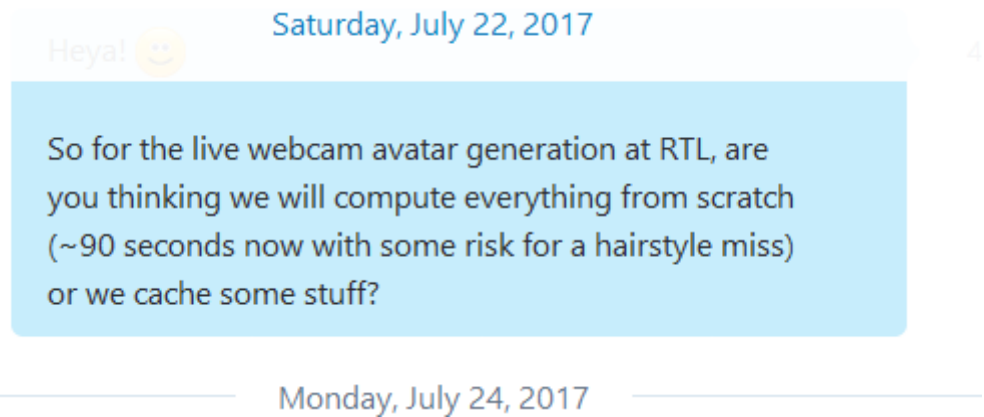 Saturday, July 22, 2017
Heya! 🙂
4
So for the live webcam avatar generation at RTL, are
you thinking we will compute everything from scratch
(~90 seconds now with some risk for a hairstyle miss)
or we cache some stuff?
Monday, July 24, 2017